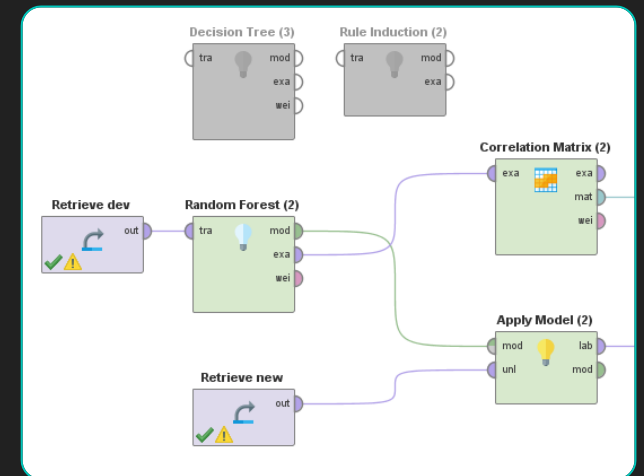 Decision Tree (3)
tra mod
exa
wei
Rule Induction (2)
tra mod
exa
Correlation Matrix (2)
exa exa
mat
wei
Retrieve dev
out
Random Forest (2)
tra mod
exa
wei
Apply Model (2)
mod lab
unl mod
Retrieve new
out